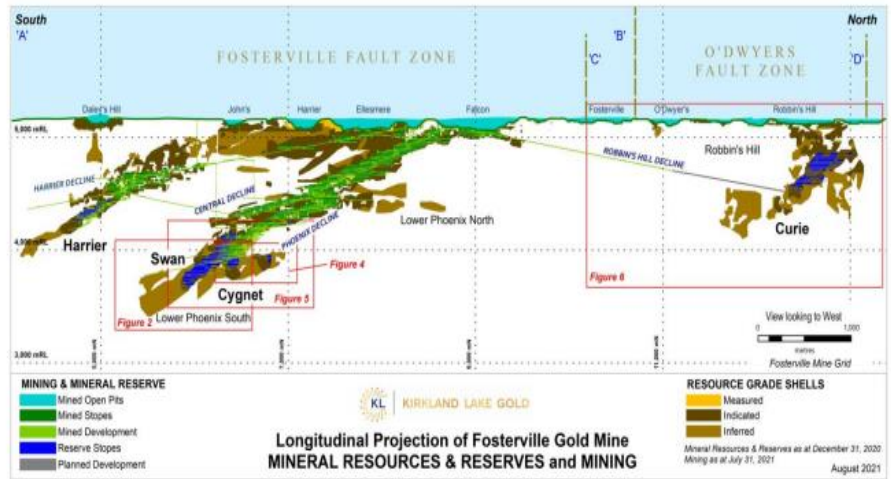 South
North
'A'
'B'
'C'
'D'
FOSTERVILLE FAULT ZONE
O'DWYERS
FAULT ZONE
Daley's Hill
John's
Harrier
Ellesmere
Falcon
Fosterville
O'Dwyer's
Robbin's Hill
5,000 mRL
HARRIER DECLINE
CENTRAL DECLINE
PHOENIX DECLINE
ROBBIN'S HILL DECLINE
Robbin's Hill
Lower Phoenix North
Curie
Harrier
4,000 mRL
Swan
Cygnet
Figure 4
Figure 5
Figure 6
Figure 2
Lower Phoenix South
View looking to West
0 1,000
metres
Fosterville Mine Grid
3,000 mRL
MINING & MINERAL RESERVE
Mined Open Pits
Mined Stopes
Mined Development
Reserve Stopes
Planned Development
KL KIRKLAND LAKE GOLD
Longitudinal Projection of Fosterville Gold Mine
MINERAL RESOURCES & RESERVES and MINING
RESOURCE GRADE SHELLS
Measured
Indicated
Inferred
Mineral Resources & Reserves as at December 31, 2020
Mining as at July 31, 2021
August 2021